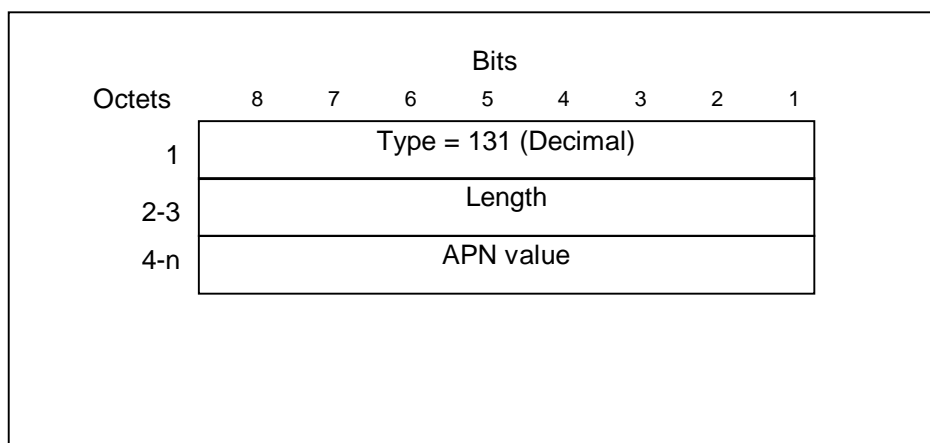 Bits
Octets 8 7 6 5 4 3 2 1
1 Type = 131 (Decimal)
2-3 Length
4-n APN value